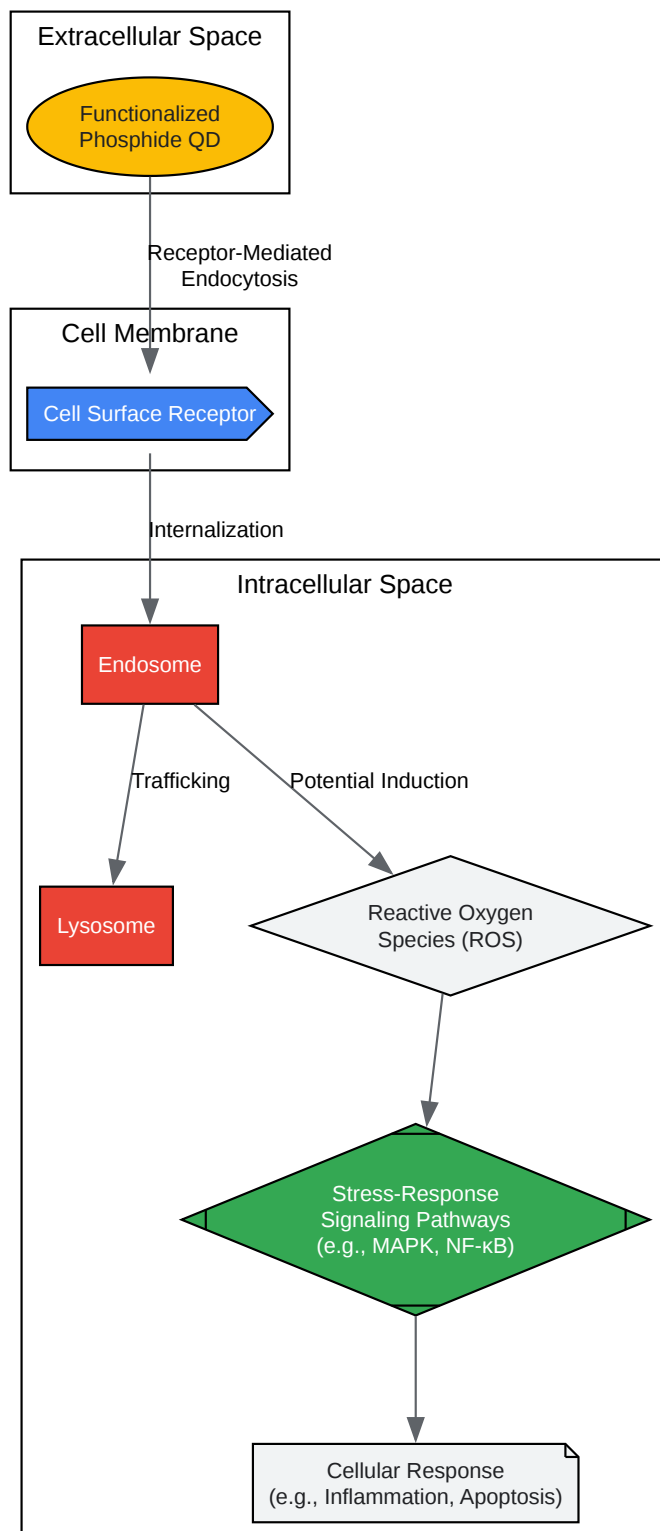 Extracellular Space
Functionalized
Phosphide QD
Receptor-Mediated
Endocytosis
Cell Membrane
Cell Surface Receptor
Internalization
Intracellular Space
Endosome
Trafficking
Potential Induction
Lysosome
Reactive Oxygen
Species (ROS)
Stress-Response
Signaling Pathways
(e.g., MAPK, NF-κB)
Cellular Response
(e.g., Inflammation, Apoptosis)